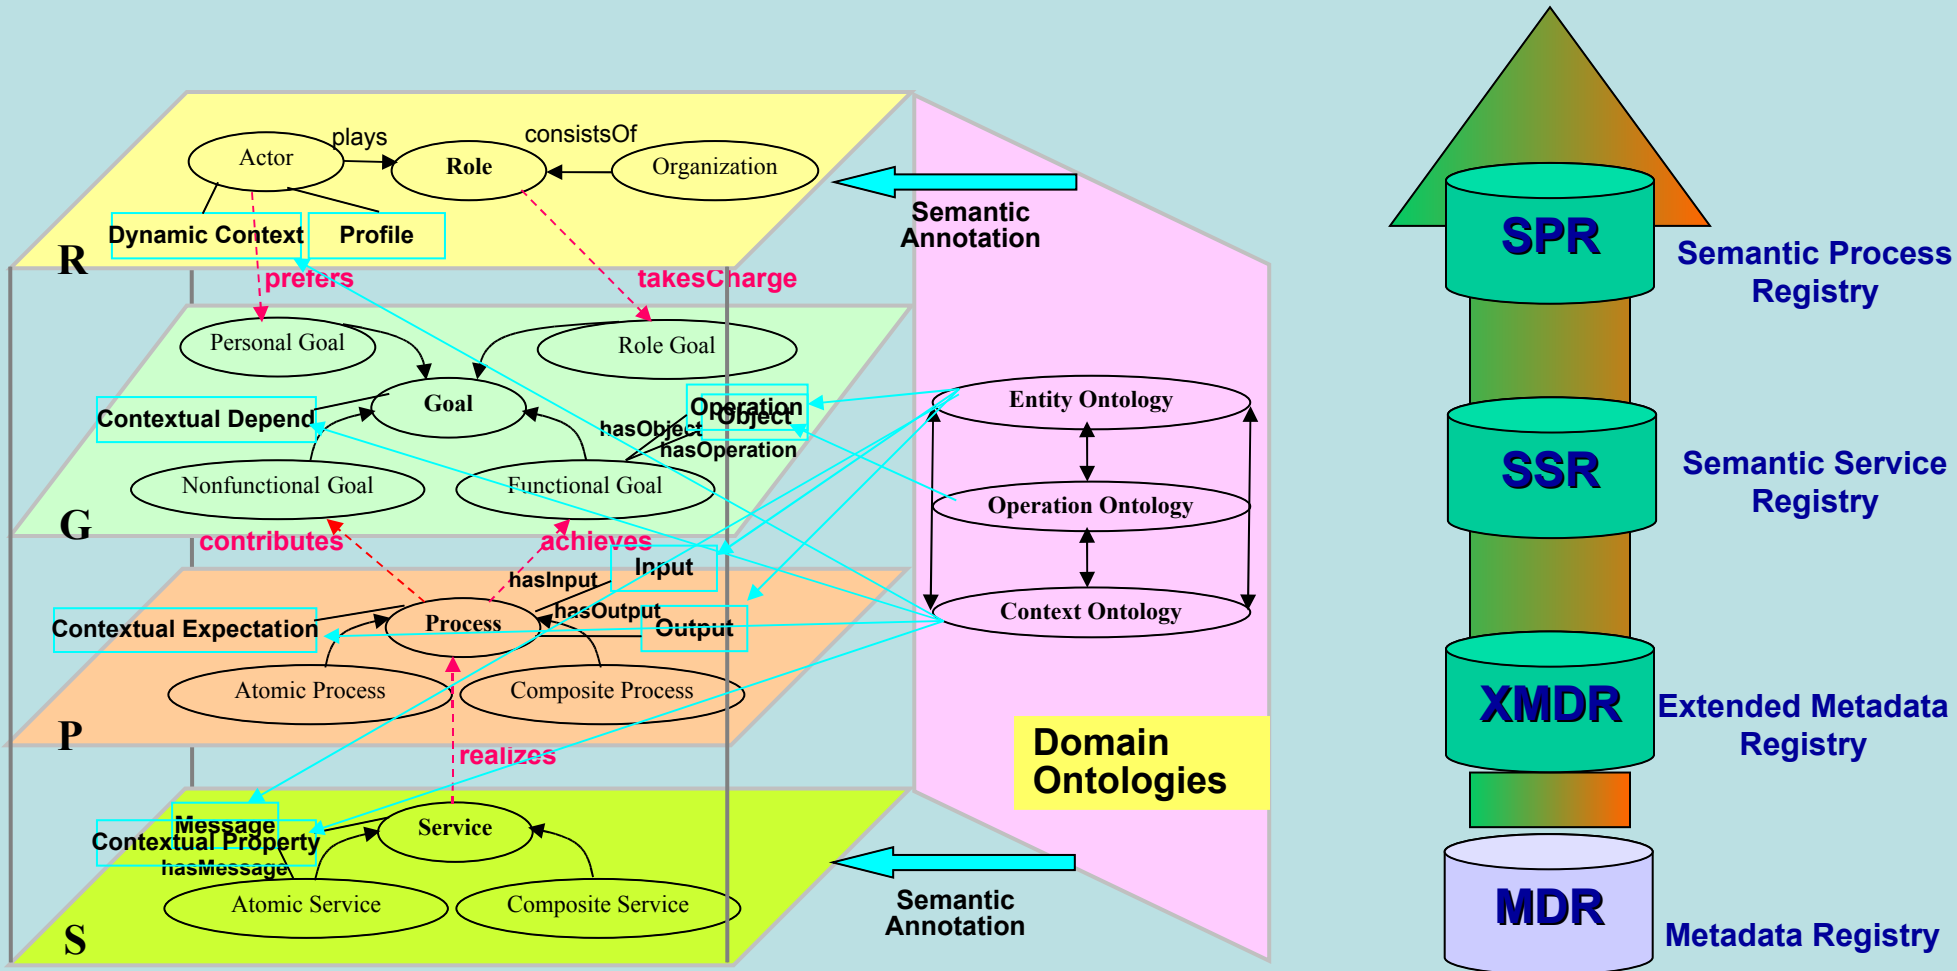 plays
consistsOf
Actor
Role
Organization
Dynamic Context
Profile
R
prefers
takesCharge
Semantic
Annotation
Personal Goal
Role Goal
Goal
Contextual Depend
Operation
Object
hasObject
hasOperation
Nonfunctional Goal
Functional Goal
G
contributes
achieves
Input
hasInput
hasOutput
Contextual Expectation
Process
Output
Atomic Process
Composite Process
P
realizes
Message
Contextual Property
hasMessage
Service
Atomic Service
Composite Service
S
Semantic
Annotation
Entity Ontology
Operation Ontology
Context Ontology
Domain
Ontologies
SPR
Semantic Process
Registry
SSR
Semantic Service
Registry
XMDR
Extended Metadata
Registry
MDR
Metadata Registry